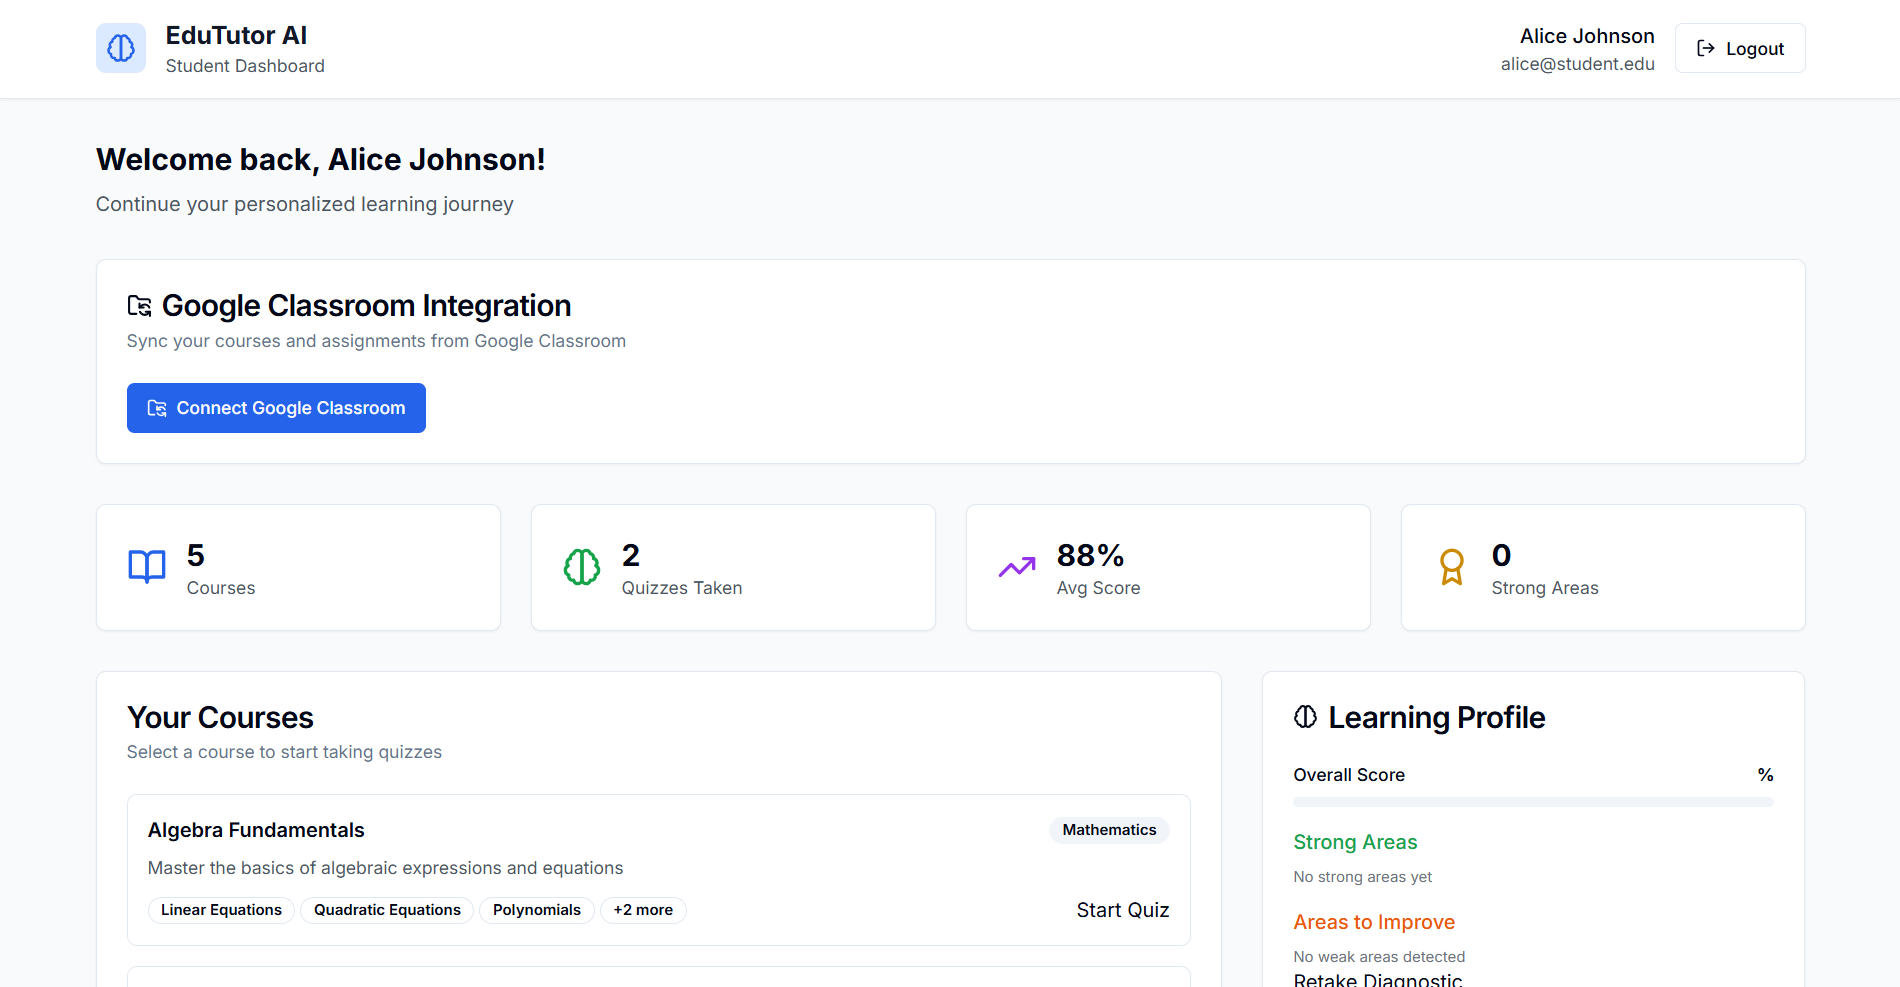 EduTutor AI
Student Dashboard
Alice Johnson
alice@student.edu
Logout
Welcome back, Alice Johnson!
Continue your personalized learning journey
Google Classroom Integration
Sync your courses and assignments from Google Classroom
Connect Google Classroom
5
Courses
2
Quizzes Taken
88%
Avg Score
0
Strong Areas
Your Courses
Select a course to start taking quizzes
Algebra Fundamentals
Mathematics
Master the basics of algebraic expressions and equations
Linear Equations
Quadratic Equations
Polynomials
+2 more
Start Quiz
Learning Profile
Overall Score
%
Strong Areas
No strong areas yet
Areas to Improve
No weak areas detected
Retake Diagnostic